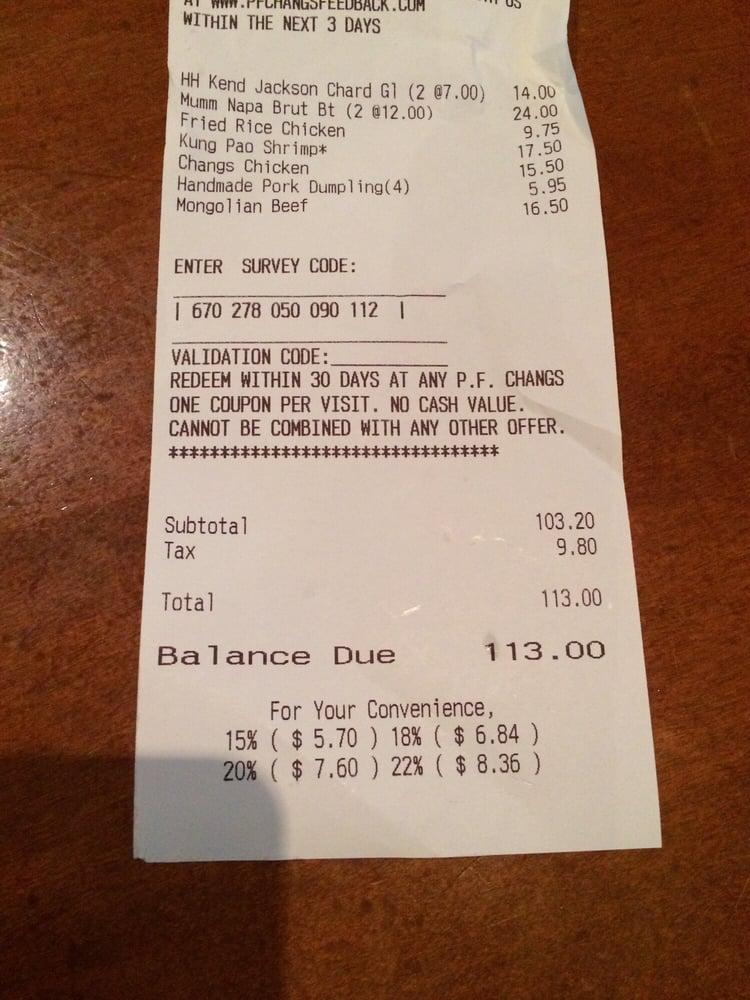 AT WWW.PFCHANGSFEEDBACK.COM US
WITHIN THE NEXT 3 DAYS
HH Kend Jackson Chard Gl (2 @7.00) 14.00
Mumm Napa Brut Bt (2 @12.00) 24.00
Fried Rice Chicken 9.75
Kung Pao Shrimp* 17.50
Changs Chicken 15.50
Handmade Pork Dumpling(4) 5.95
Mongolian Beef 16.50
ENTER SURVEY CODE:
| 670 278 050 090 112 |
VALIDATION CODE:___________
REDEEM WITHIN 30 DAYS AT ANY P.F. CHANGS
ONE COUPON PER VISIT. NO CASH VALUE.
CANNOT BE COMBINED WITH ANY OTHER OFFER.
*********************************
Subtotal 103.20
Tax 9.80
Total 113.00
Balance Due 113.00
For Your Convenience,
15% ( $ 5.70 ) 18% ( $ 6.84 )
20% ( $ 7.60 ) 22% ( $ 8.36 )